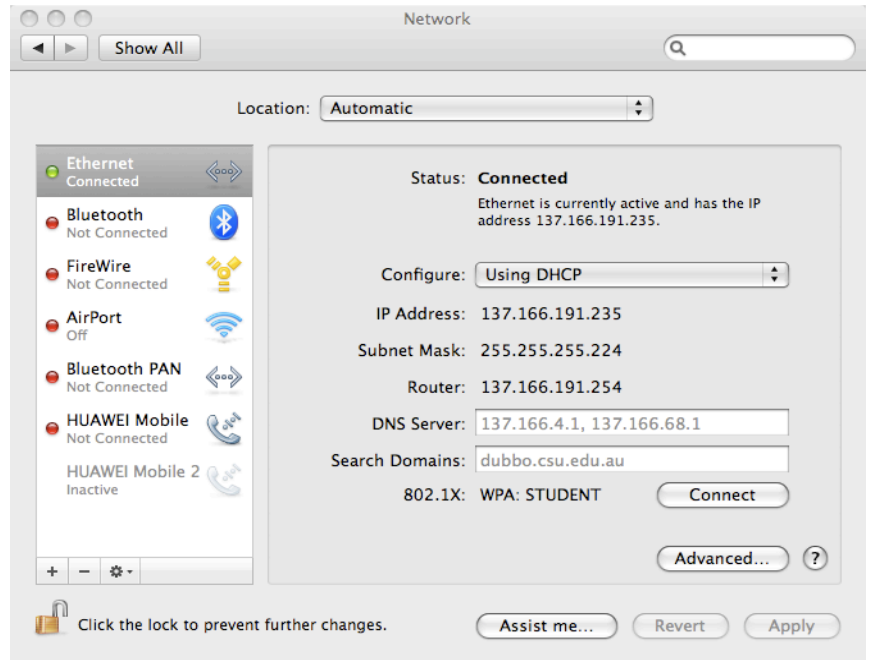 Network
Show All
Location: Automatic
Ethernet
Connected
Bluetooth
Not Connected
FireWire
Not Connected
AirPort
Off
Bluetooth PAN
Not Connected
HUAWEI Mobile
Not Connected
HUAWEI Mobile 2
Inactive
Status: Connected
Ethernet is currently active and has the IP
address 137.166.191.235.
Configure: Using DHCP
IP Address: 137.166.191.235
Subnet Mask: 255.255.255.224
Router: 137.166.191.254
DNS Server: 137.166.4.1, 137.166.68.1
Search Domains: dubbo.csu.edu.au
802.1X: WPA: STUDENT Connect
Advanced... ?
Click the lock to prevent further changes.
Assist me... Revert Apply